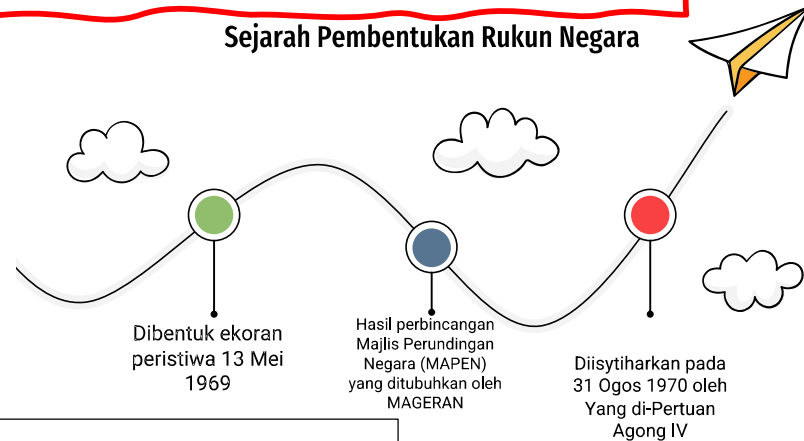 Sejarah Pembentukan Rukun Negara
Dibentuk ekoran
peristiwa 13 Mei
1969
Hasil perbincangan
Majlis Perundingan
Negara (MAPEN)
yang ditubuhkan oleh
MAGERAN
Diisytiharkan pada
31 Ogos 1970 oleh
Yang di-Pertuan
Agong IV